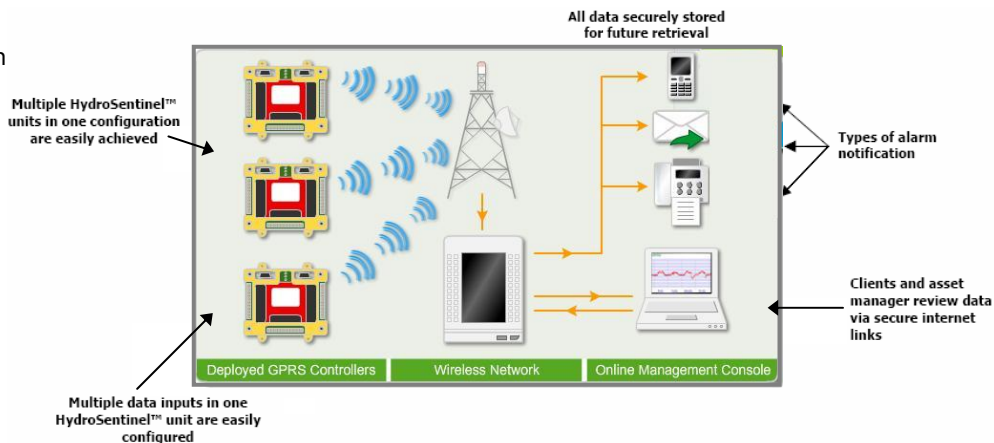 All data securely stored
for future retrieval
Multiple HydroSentinel™
units in one configuration
are easily achieved
Types of alarm
notification
Clients and asset
manager review data
via secure internet
links
Deployed GPRS Controllers
Wireless Network
Online Management Console
Multiple data inputs in one
HydroSentinel™ unit are easily
configured